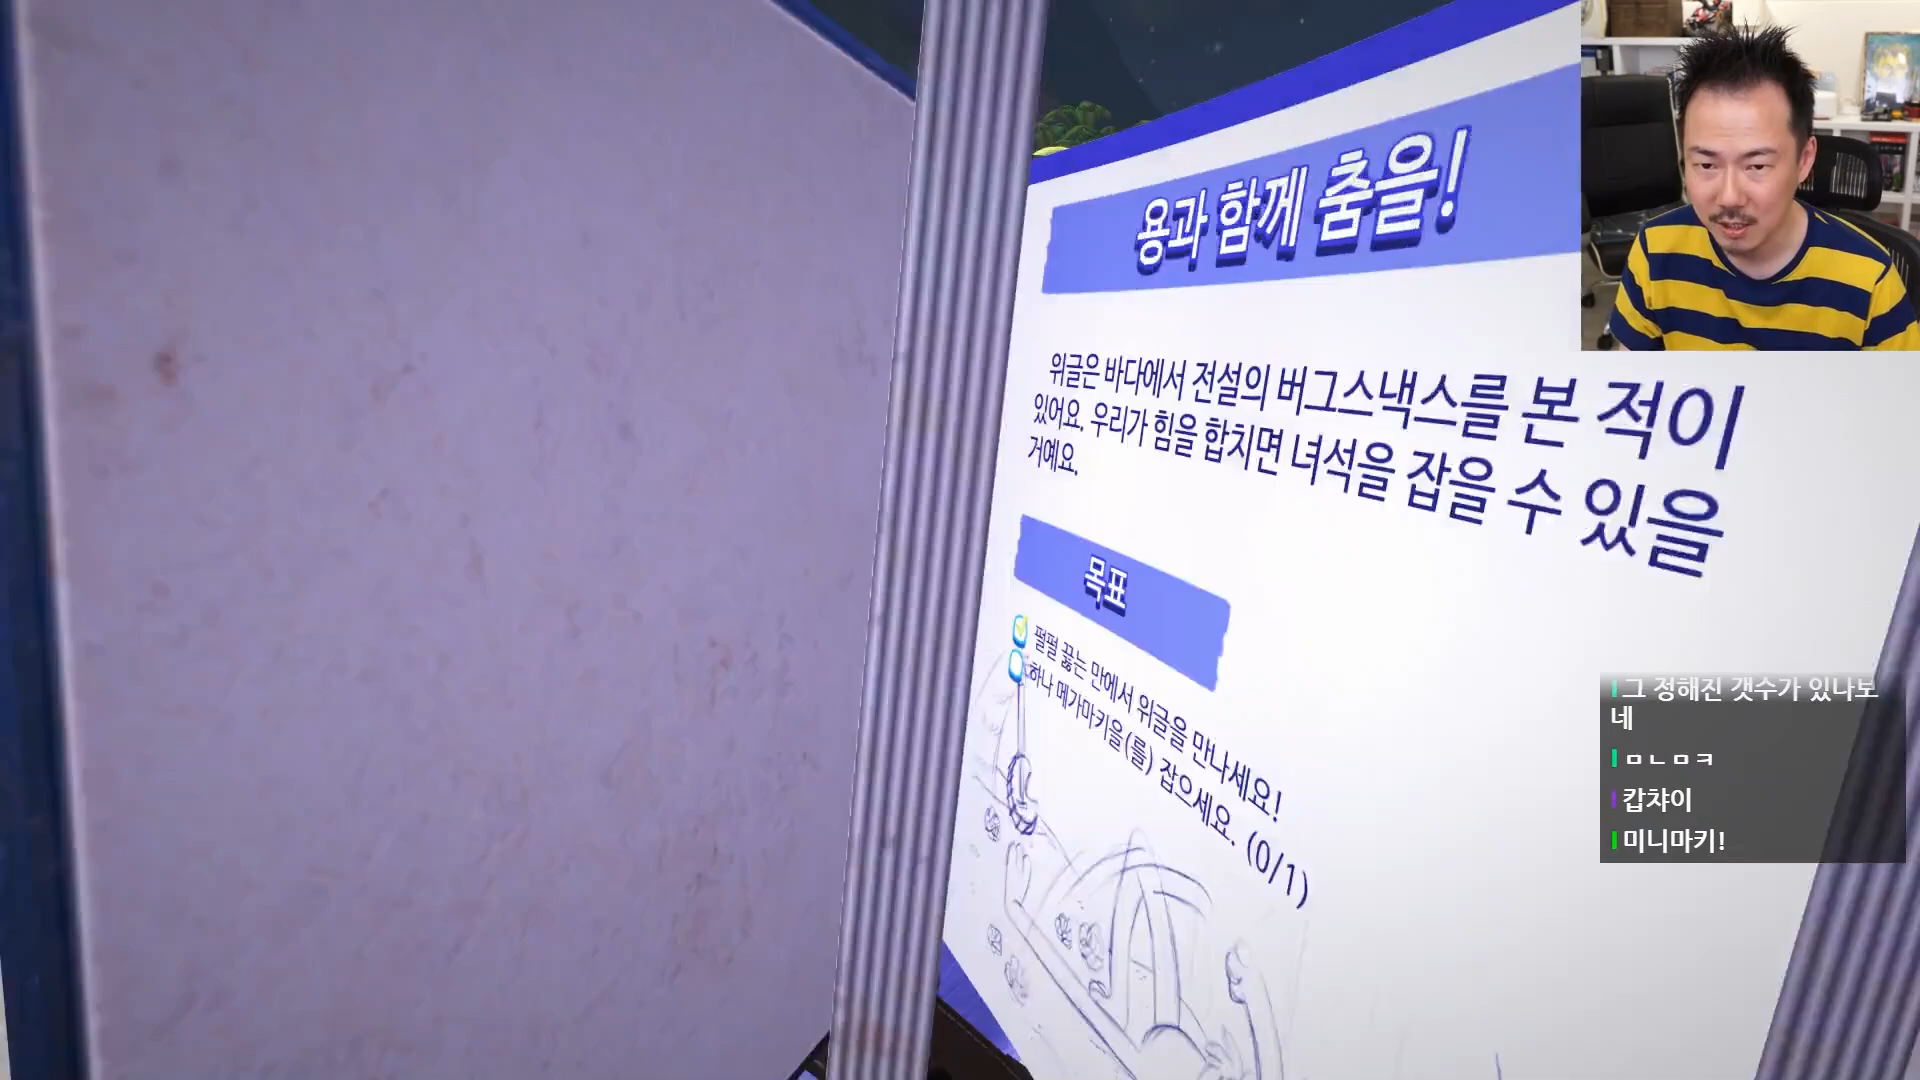 용과 함께 춤을!
위글은 바다에서 전설의 버그스낵스를 본 적이
있어요. 우리가 힘을 합치면 녀석을 잡을 수 있을
거예요.
목표
펄펄 끓는 만에서 위글을 만나세요!
하나 메가마키을(를) 잡으세요. (0/1)
그 정해진 갯수가 있나보
네
ㅁㄴㅁㅋ
캅챠이
미니마키!